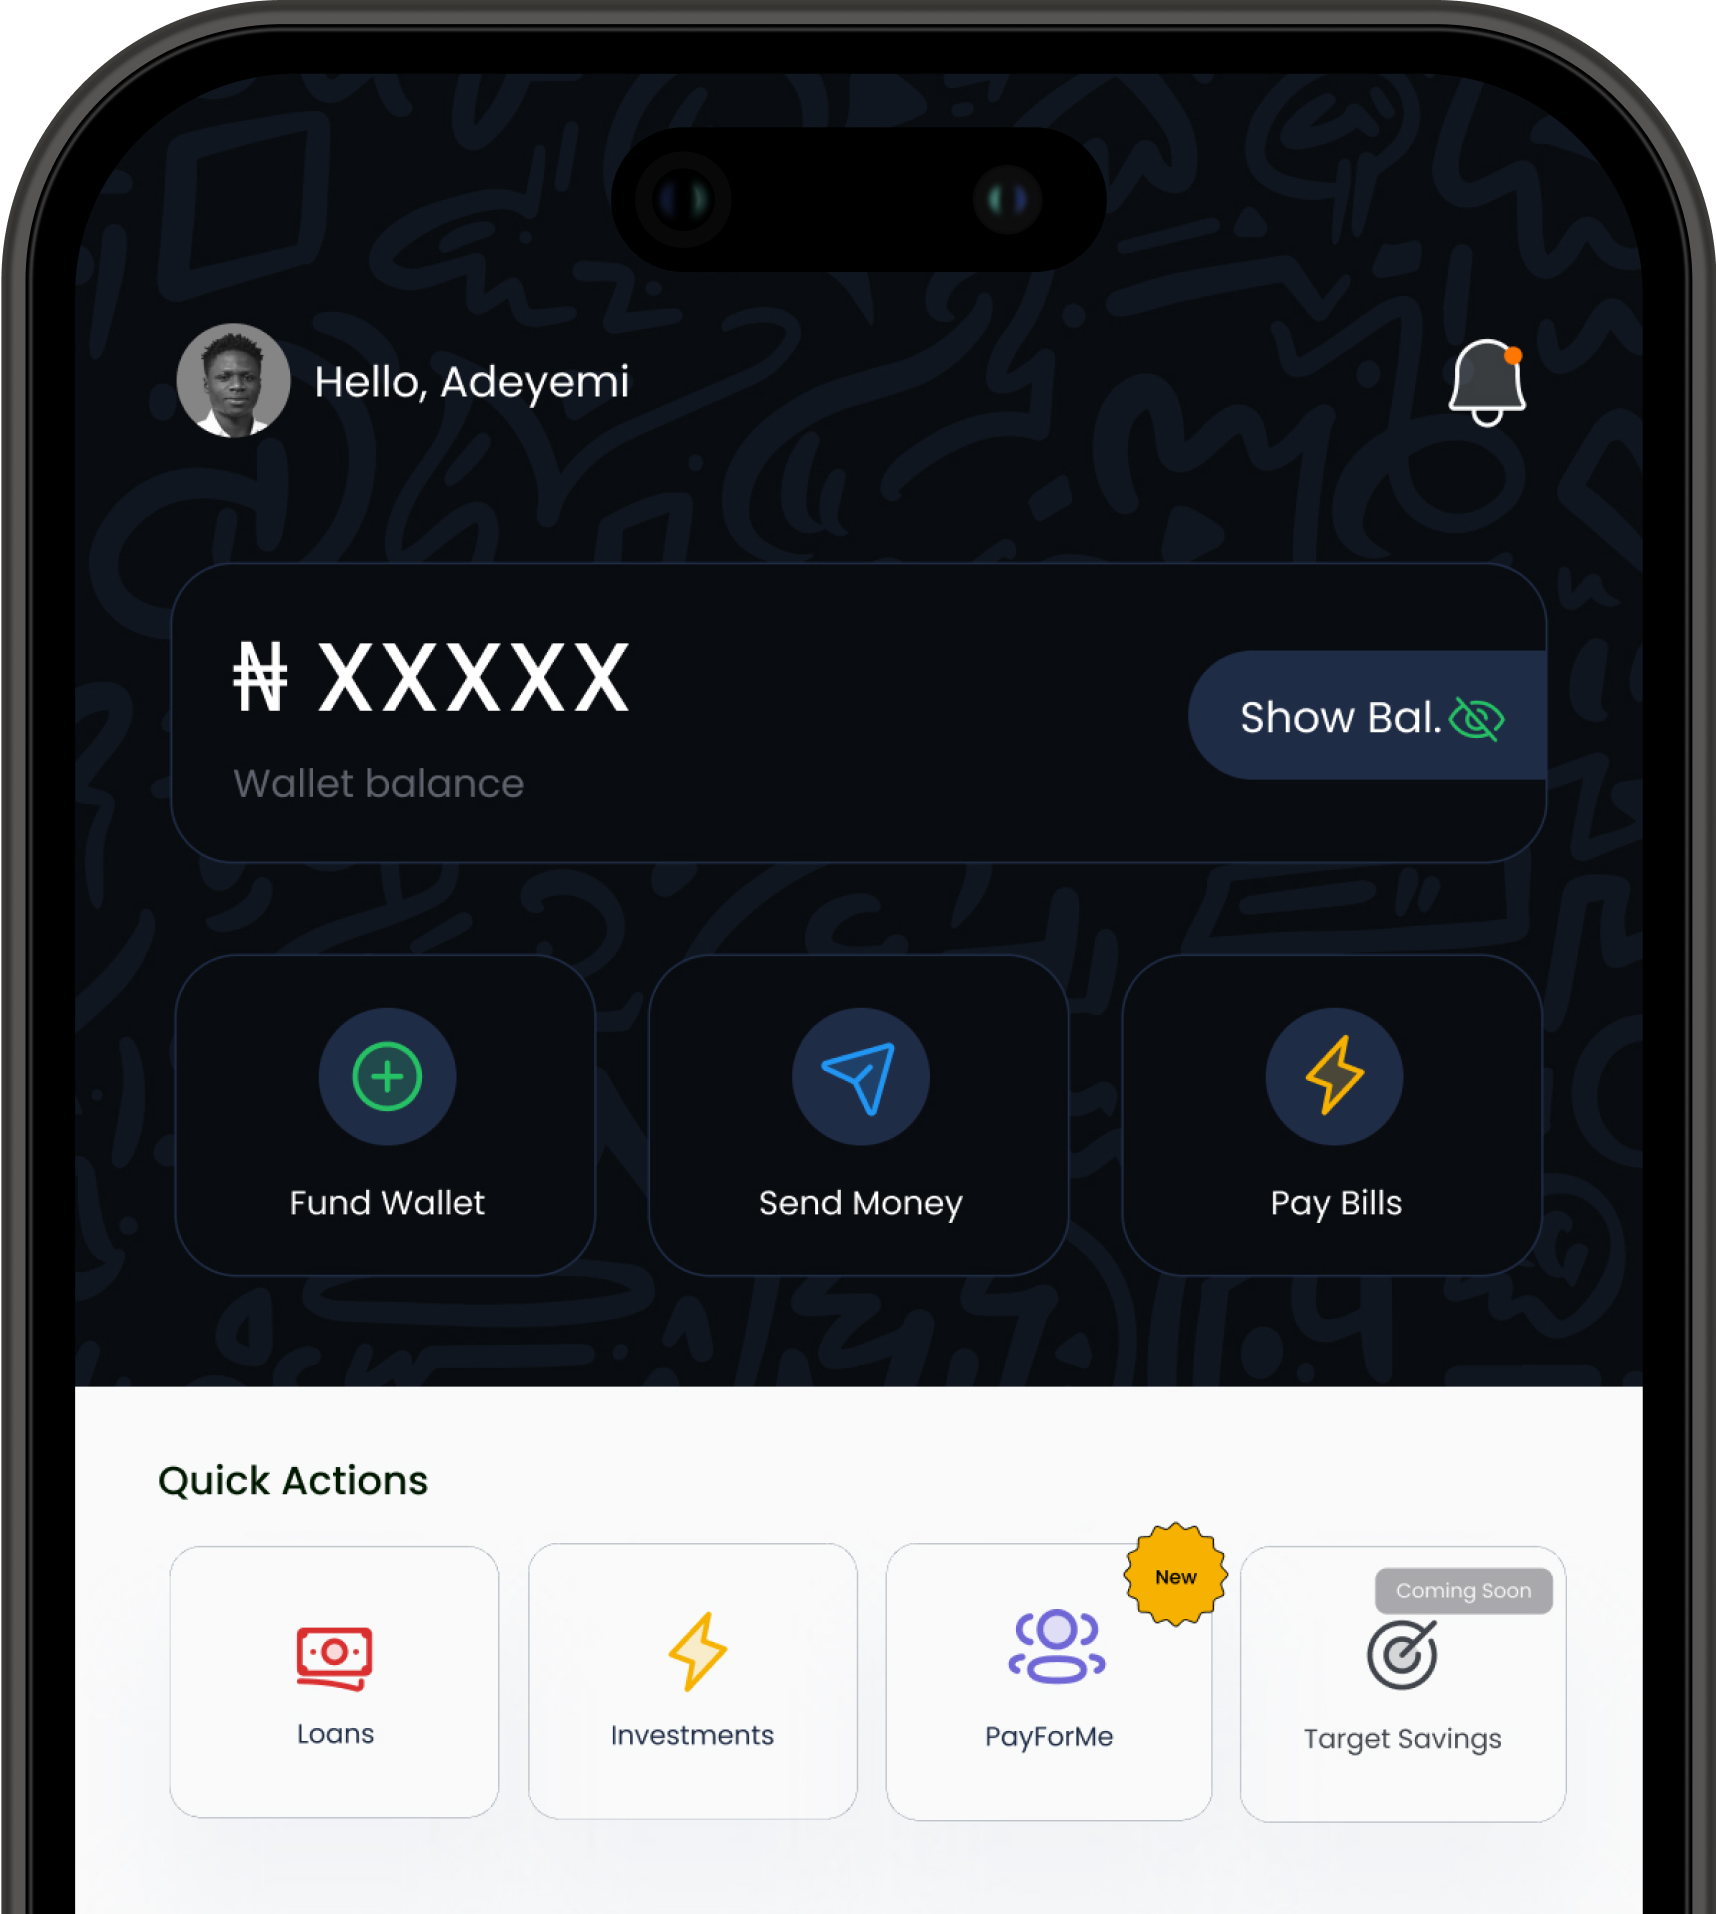 Hello, Adeyemi
₦ XXXXX
Show Bal.
Wallet balance
Fund Wallet
Send Money
Pay Bills
Quick Actions
New
Coming Soon
Loans
Investments
PayForMe
Target Savings